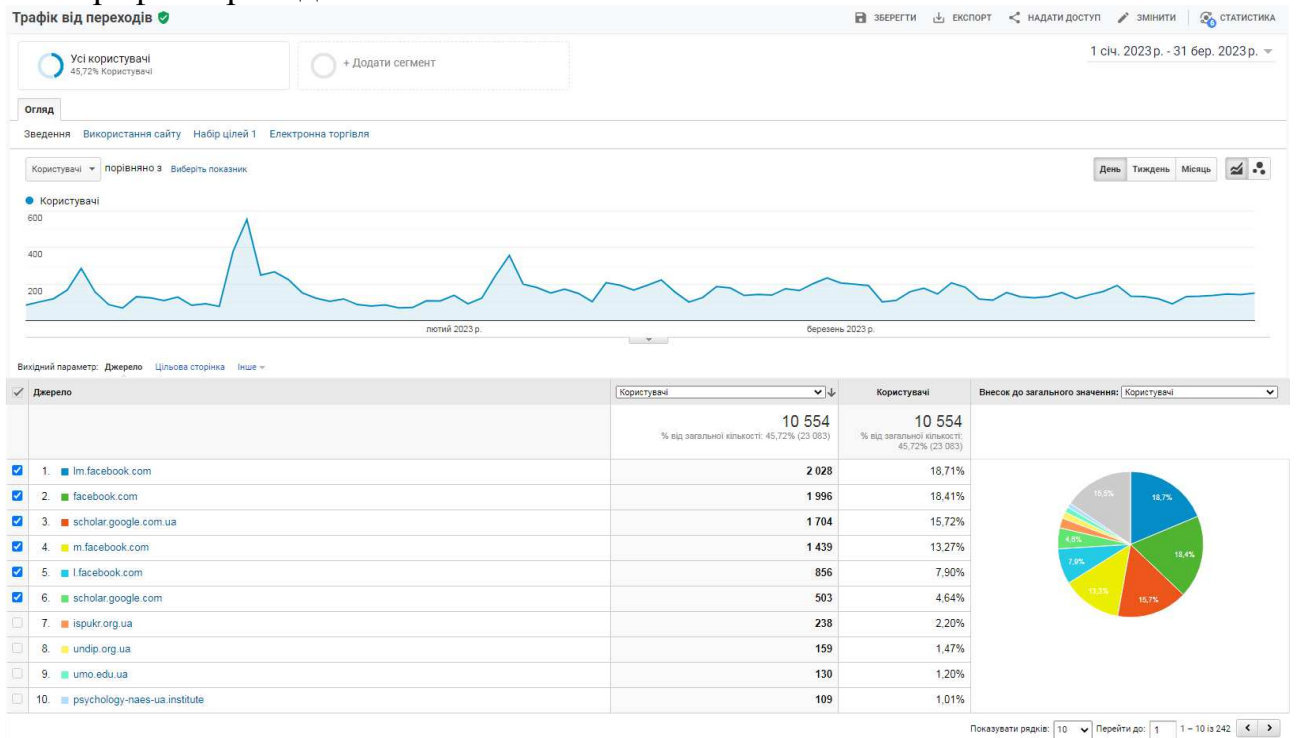 Трафік від переходів
ЗБЕРЕГТИ ЕКСПОРТ НАДАТИ ДОСТУП ЗМІНИТИ СТАТИСТИКА
Усі користувачі
45,72% Користувачі
+ Додати сегмент
1 січ. 2023 р. - 31 бер. 2023 р.
Огляд
Зведення Використання сайту Набір цілей 1 Електронна торгівля
Користувачі порівняно з Виберіть показник
День Тиждень Місяць
Користувачі
600
400
200
лютий 2023 р. березень 2023 р.
Вихідний параметр: Джерело Цільова сторінка Інше
Джерело Користувачі Користувачі Внесок до загального значення: Користувачі
10 554 10 554
% від загальної кількості: 45,72% (23 083) % від загальної кількості:
45,72% (23 083)
1. lm.facebook.com 2 028 18,71%
2. facebook.com 1 996 18,41%
3. scholar.google.com.ua 1 704 15,72%
4. m.facebook.com 1 439 13,27%
5. l.facebook.com 856 7,90%
6. scholar.google.com 503 4,64%
7. ispukr.org.ua 238 2,20%
8. undip.org.ua 159 1,47%
9. umo.edu.ua 130 1,20%
10. psychology-naes-ua.institute 109 1,01%
15,5% 18,7%
4,6%
7,9% 18,4%
13,3% 15,7%
Показувати рядків: 10 Перейти до: 1 1 – 10 із 242